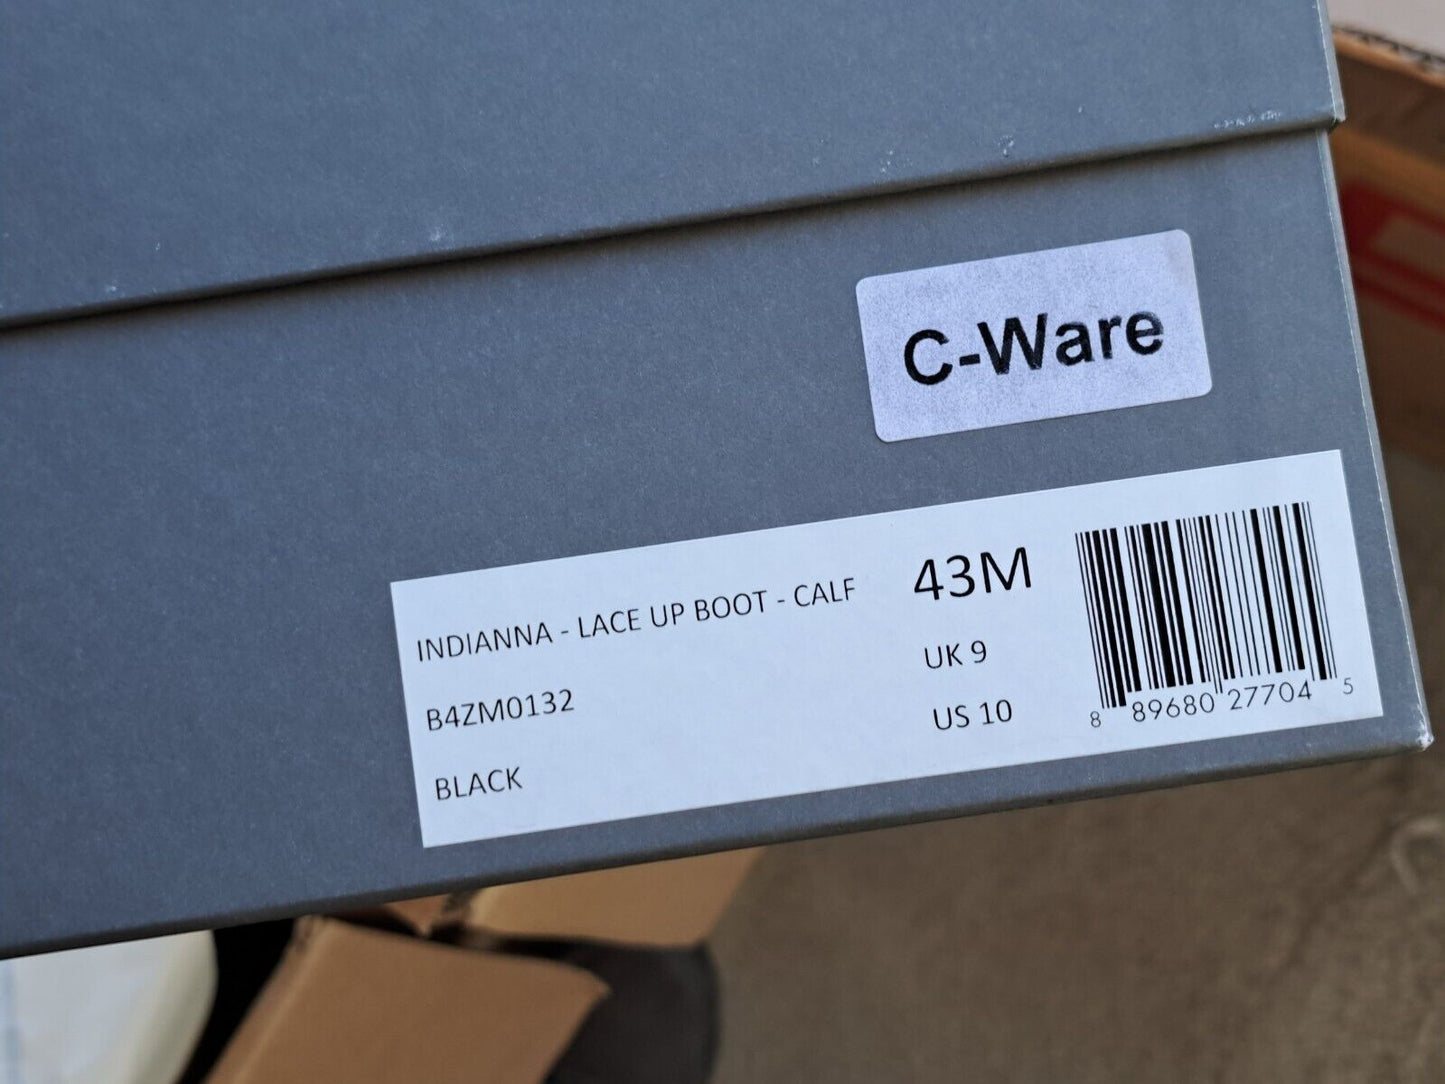 C-Ware
INDIANNA - LACE UP BOOT - CALF
43M
B4ZM0132
UK 9
BLACK
US 10
8 89680 27704 5